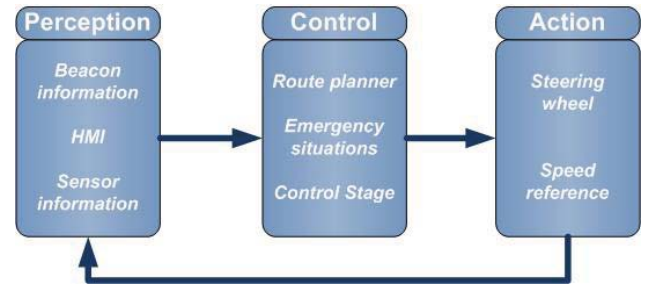 Perception
Beacon
information
HMI
Sensor
information
Control
Route planner
Emergency
situations
Control Stage
Action
Steering
wheel
Speed
reference